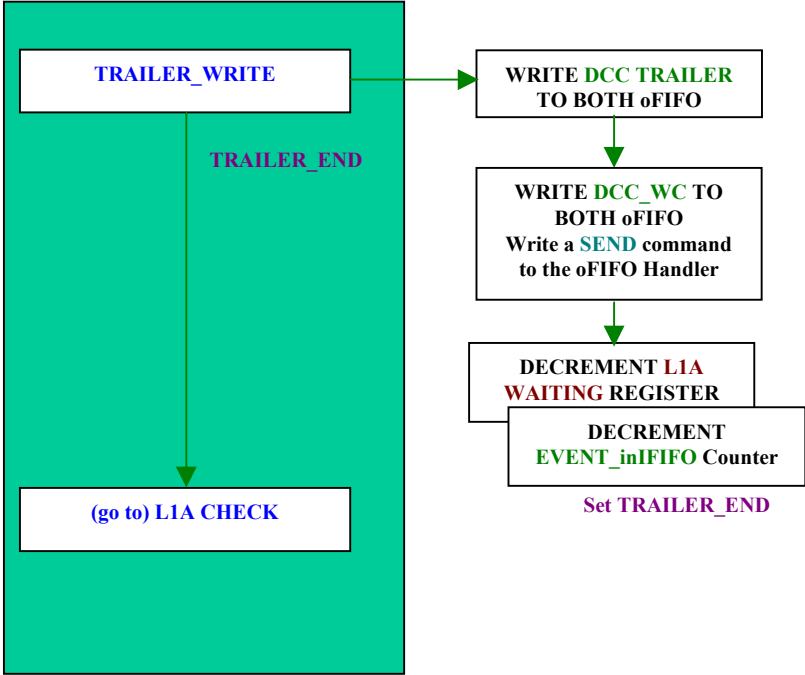 TRAILER_WRITE
TRAILER_END
(go to) L1A CHECK
WRITE DCC TRAILER
TO BOTH oFIFO
WRITE DCC_WC TO
BOTH oFIFO
Write a SEND command
to the oFIFO Handler
DECREMENT L1A
WAITING REGISTER
DECREMENT
EVENT_inIFIFO Counter
Set TRAILER_END